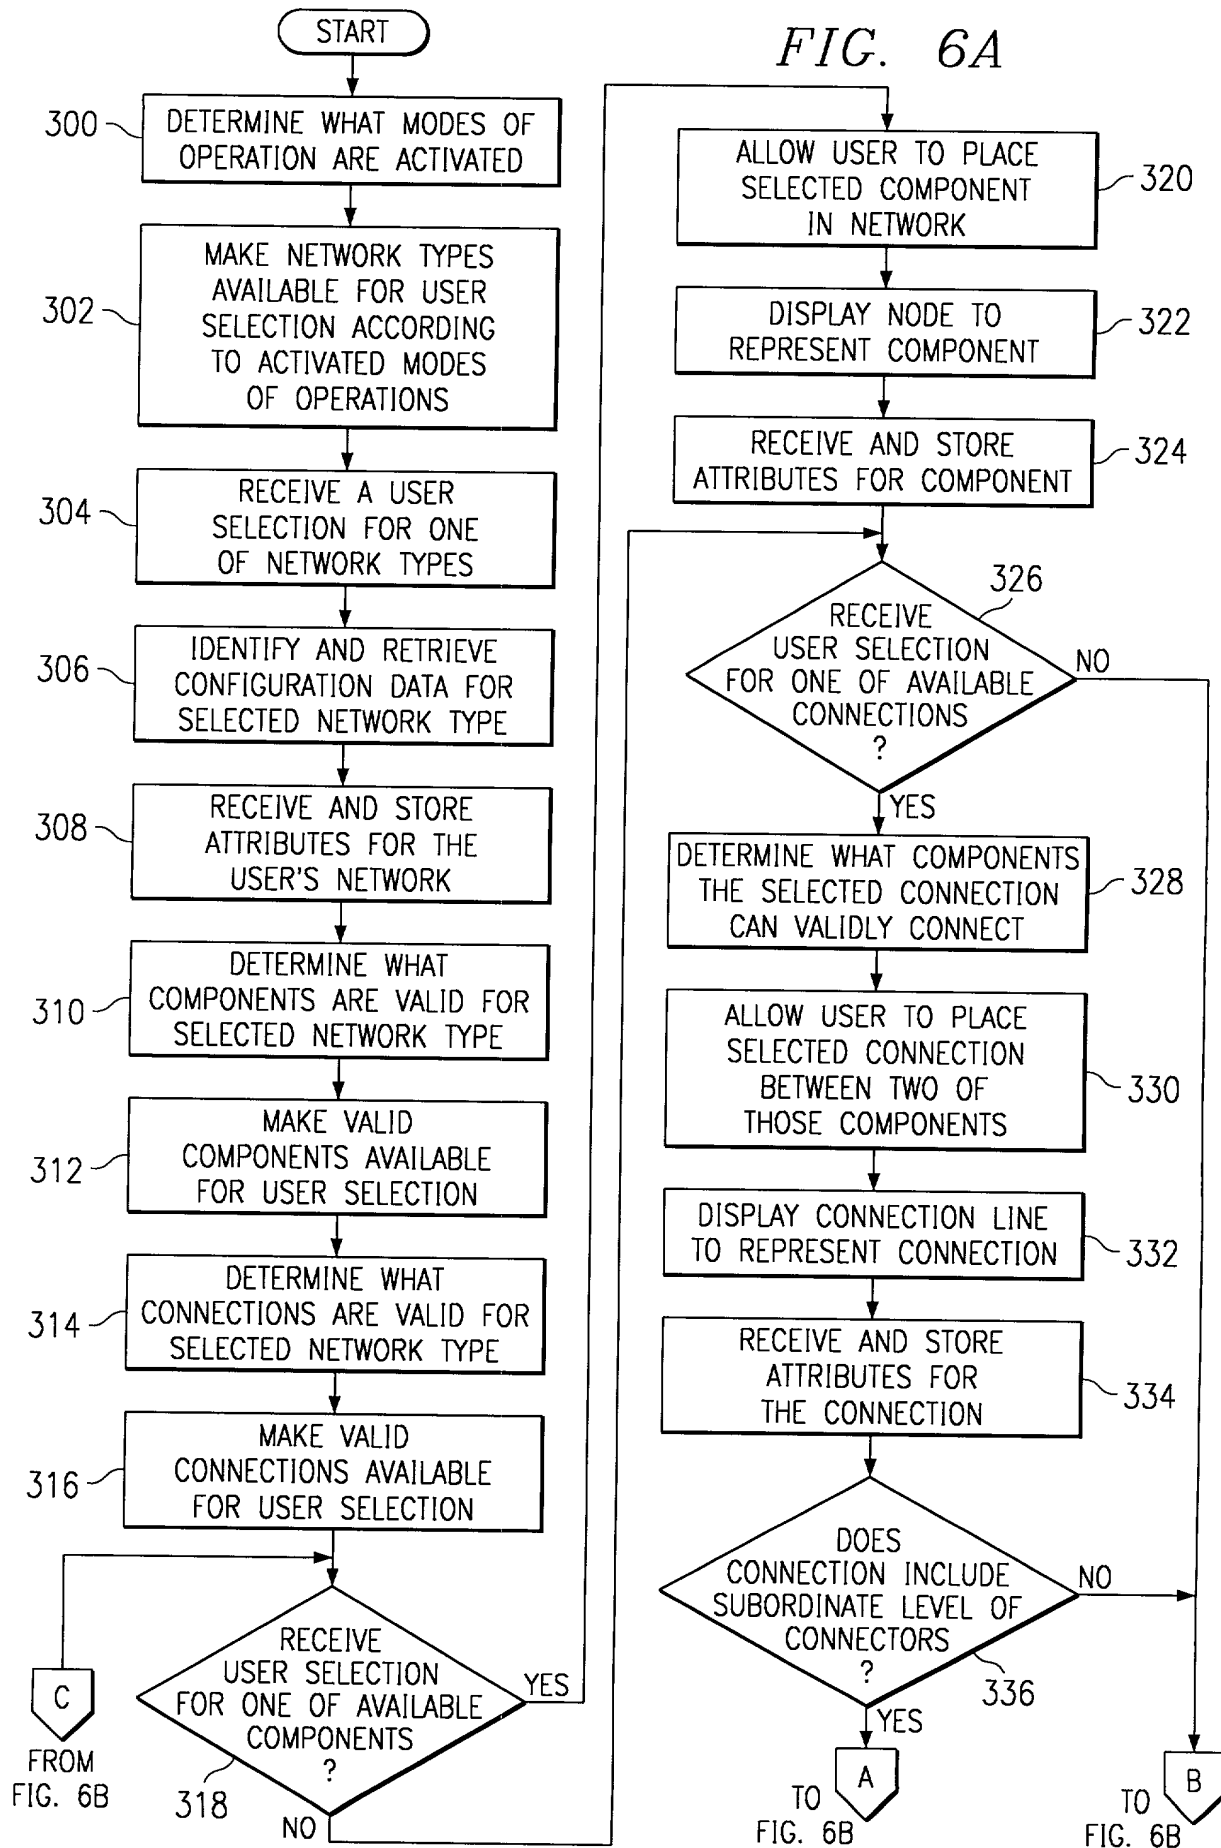 FIG. 6A
START
300
DETERMINE WHAT MODES OF
OPERATION ARE ACTIVATED
302
MAKE NETWORK TYPES
AVAILABLE FOR USER
SELECTION ACCORDING
TO ACTIVATED MODES
OF OPERATIONS
304
RECEIVE A USER
SELECTION FOR ONE
OF NETWORK TYPES
306
IDENTIFY AND RETRIEVE
CONFIGURATION DATA FOR
SELECTED NETWORK TYPE
308
RECEIVE AND STORE
ATTRIBUTES FOR THE
USER'S NETWORK
310
DETERMINE WHAT
COMPONENTS ARE VALID FOR
SELECTED NETWORK TYPE
312
MAKE VALID
COMPONENTS AVAILABLE
FOR USER SELECTION
314
DETERMINE WHAT
CONNECTIONS ARE VALID FOR
SELECTED NETWORK TYPE
316
MAKE VALID
CONNECTIONS AVAILABLE
FOR USER SELECTION
C
FROM
FIG. 6B
RECEIVE
USER SELECTION
FOR ONE OF AVAILABLE
COMPONENTS
?
318
YES
NO
ALLOW USER TO PLACE
SELECTED COMPONENT
IN NETWORK
320
DISPLAY NODE TO
REPRESENT COMPONENT
322
RECEIVE AND STORE
ATTRIBUTES FOR COMPONENT
324
326
RECEIVE
USER SELECTION
FOR ONE OF AVAILABLE
CONNECTIONS
?
NO
YES
DETERMINE WHAT COMPONENTS
THE SELECTED CONNECTION
CAN VALIDLY CONNECT
328
ALLOW USER TO PLACE
SELECTED CONNECTION
BETWEEN TWO OF
THOSE COMPONENTS
330
DISPLAY CONNECTION LINE
TO REPRESENT CONNECTION
332
RECEIVE AND STORE
ATTRIBUTES FOR
THE CONNECTION
334
DOES
CONNECTION INCLUDE
SUBORDINATE LEVEL OF
CONNECTORS
?
336
NO
YES
A
TO
FIG. 6B
B
TO
FIG. 6B